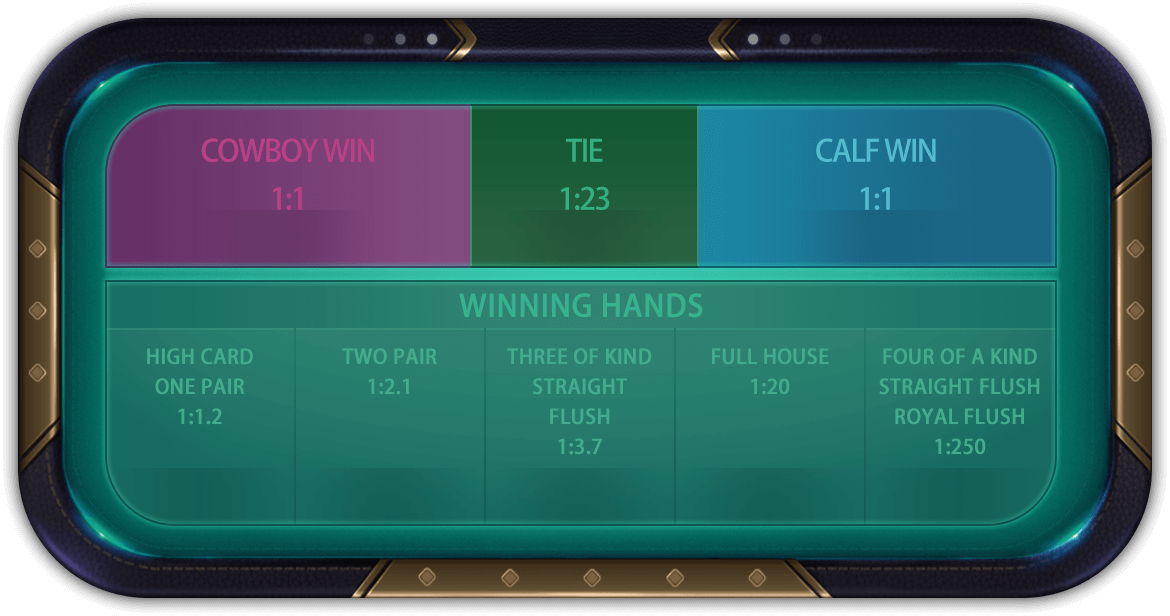 COWBOY WIN
1:1
TIE
1:23
CALF WIN
1:1
WINNING HANDS
HIGH CARD
ONE PAIR
1:1.2
TWO PAIR
1:2.1
THREE OF KIND
STRAIGHT
FLUSH
1:3.7
FULL HOUSE
1:20
FOUR OF A KIND
STRAIGHT FLUSH
ROYAL FLUSH
1:250